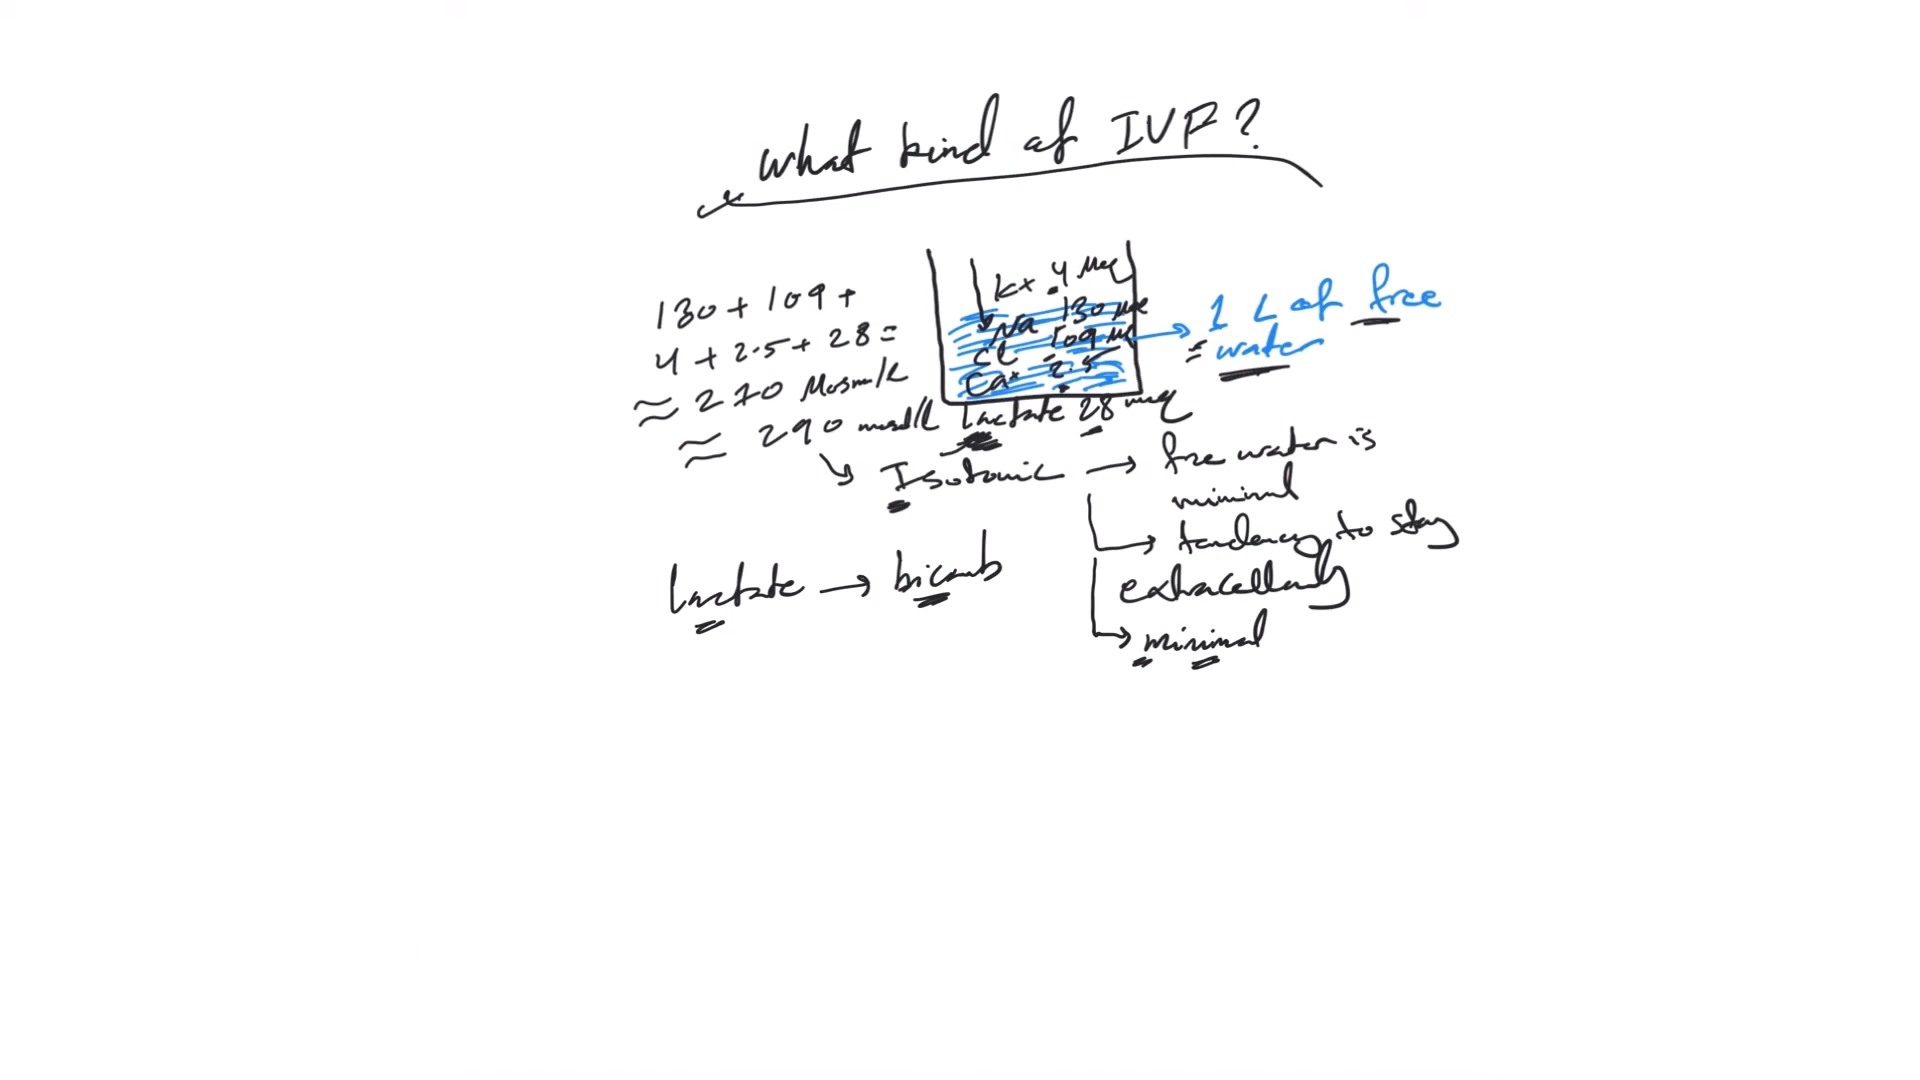 what kind of IVF?
K+ .4 Meq
Na 130 Meq
Cl 109 Meq
Ca+ 2.5
lactate 28 meq
1 L of free
= water
130 + 109 +
4 + 2.5 + 28 =
≈ 270 Mosm/L
≈ 290 mosm/L
Isotonic → free water is
minimal
tendency to stay
extracellularly
minimal
lactate → bicarb